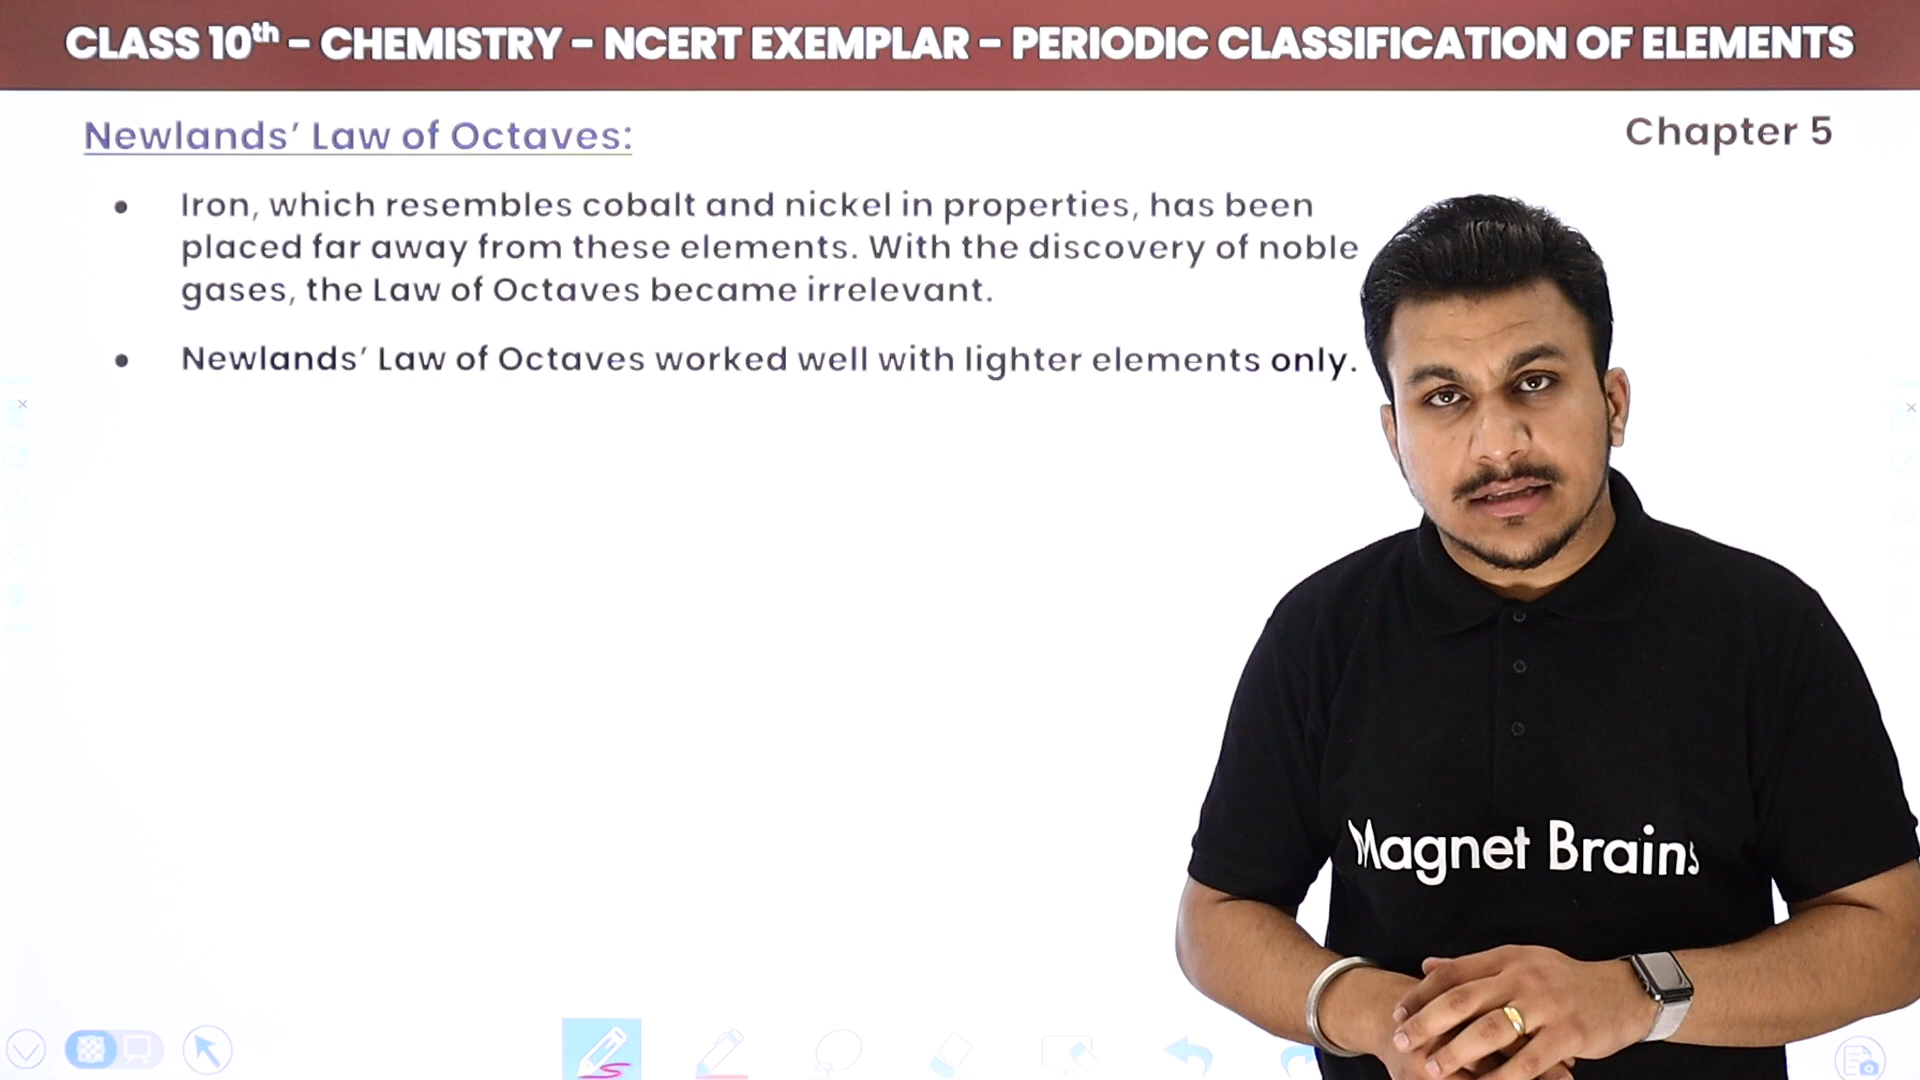 CLASS 10th – CHEMISTRY – NCERT EXEMPLAR – PERIODIC CLASSIFICATION OF ELEMENTS
Newlands’ Law of Octaves:
Chapter 5
• Iron, which resembles cobalt and nickel in properties, has been
placed far away from these elements. With the discovery of noble
gases, the Law of Octaves became irrelevant.
• Newlands’ Law of Octaves worked well with lighter elements only.
Magnet Brains